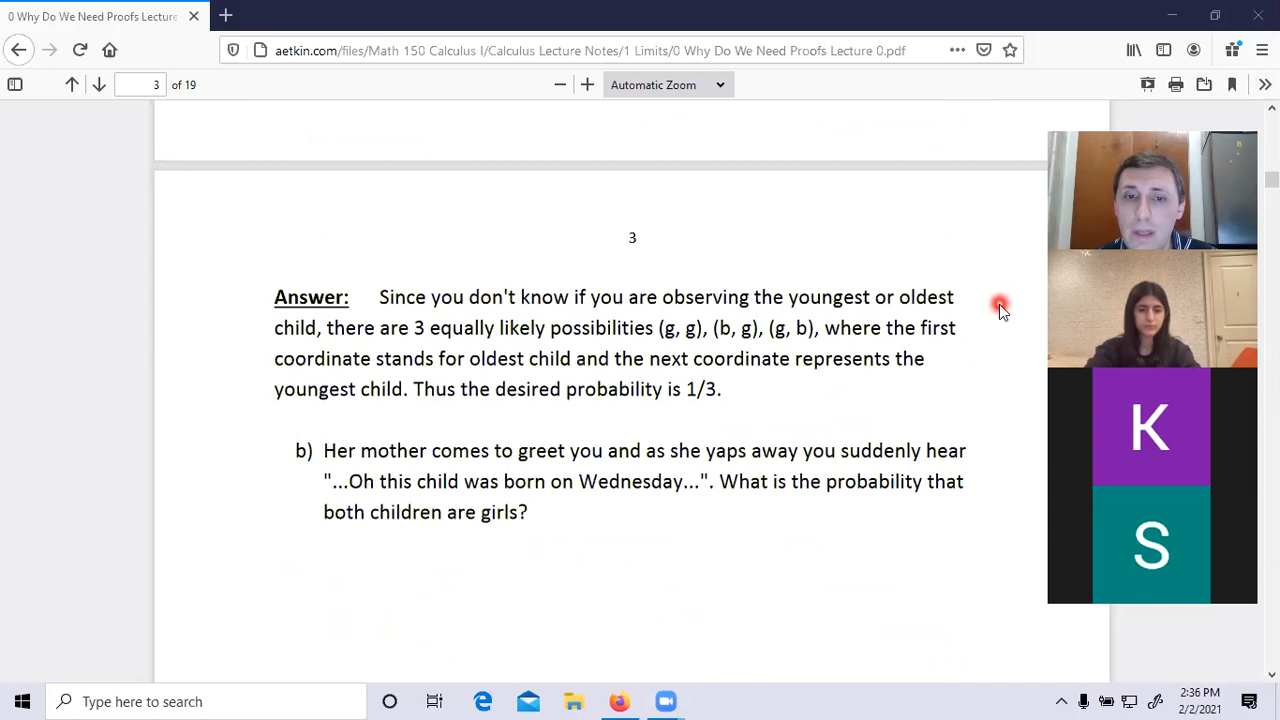 0 Why Do We Need Proofs Lecture
aetkin.com/files/Math 150 Calculus I/Calculus Lecture Notes/1 Limits/0 Why Do We Need Proofs Lecture 0.pdf
3 of 19
Automatic Zoom
3
Answer: Since you don't know if you are observing the youngest or oldest
child, there are 3 equally likely possibilities (g, g), (b, g), (g, b), where the first
coordinate stands for oldest child and the next coordinate represents the
youngest child. Thus the desired probability is 1/3.
b) Her mother comes to greet you and as she yaps away you suddenly hear
"...Oh this child was born on Wednesday...". What is the probability that
both children are girls?
K
S
Type here to search
2:36 PM
2/2/2021